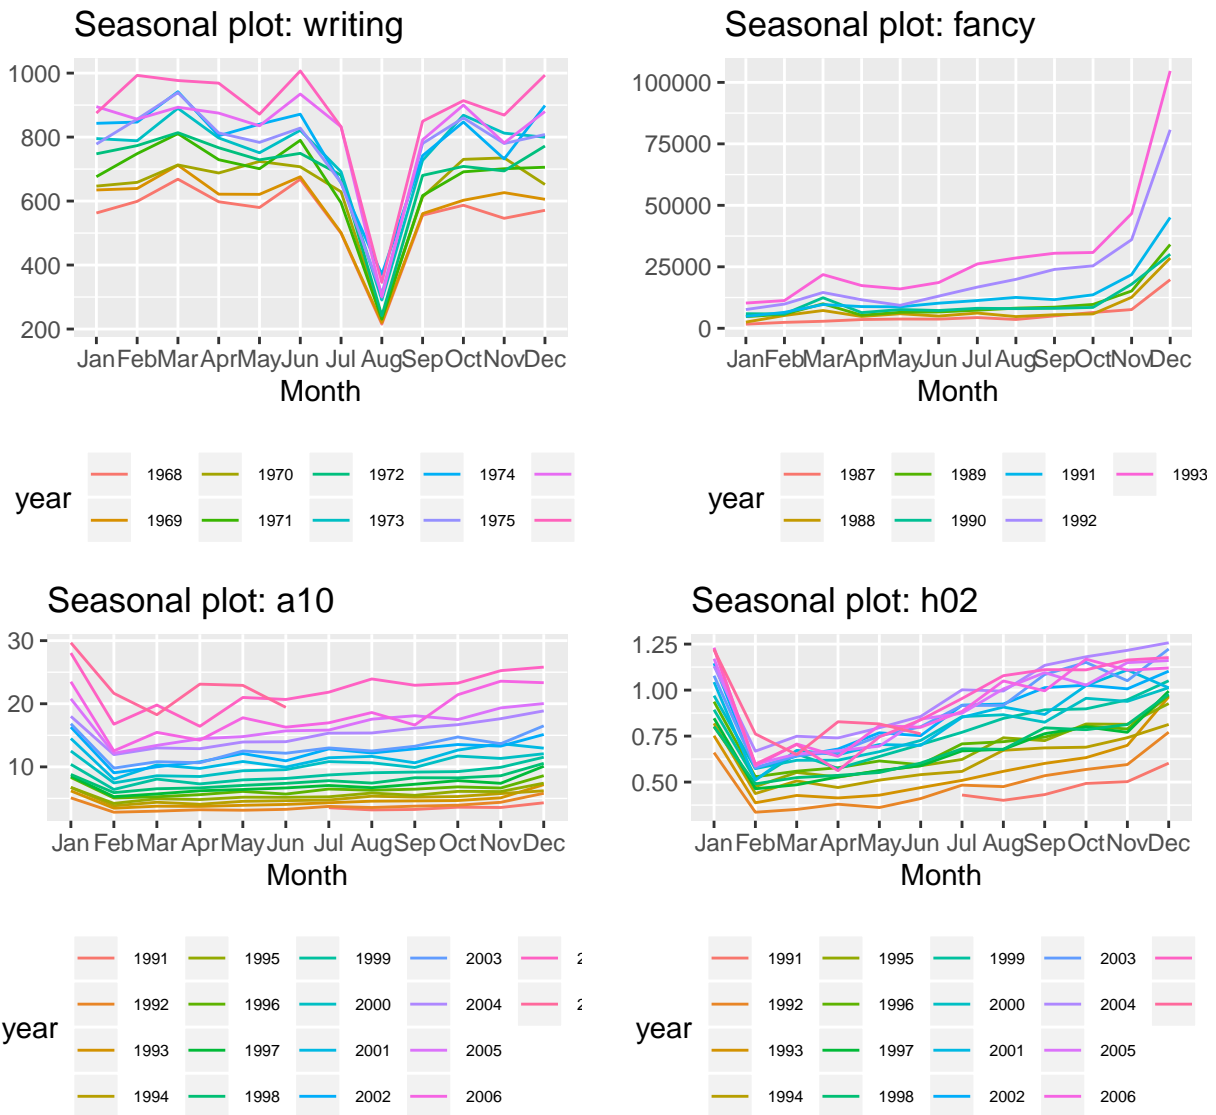 Seasonal plot: writing
1000
800
600
400
200
Jan Feb Mar Apr May Jun Jul Aug Sep Oct Nov Dec
Month
year
1968 1970 1972 1974
1969 1971 1973 1975
Seasonal plot: fancy
100000
75000
50000
25000
0
Jan Feb Mar Apr May Jun Jul Aug Sep Oct Nov Dec
Month
year
1987 1989 1991 1993
1988 1990 1992
Seasonal plot: a10
30
20
10
Jan Feb Mar Apr May Jun Jul Aug Sep Oct Nov Dec
Month
year
1991 1995 1999 2003
1992 1996 2000 2004
1993 1997 2001 2005
1994 1998 2002 2006
Seasonal plot: h02
1.25
1.00
0.75
0.50
Jan Feb Mar Apr May Jun Jul Aug Sep Oct Nov Dec
Month
year
1991 1995 1999 2003
1992 1996 2000 2004
1993 1997 2001 2005
1994 1998 2002 2006